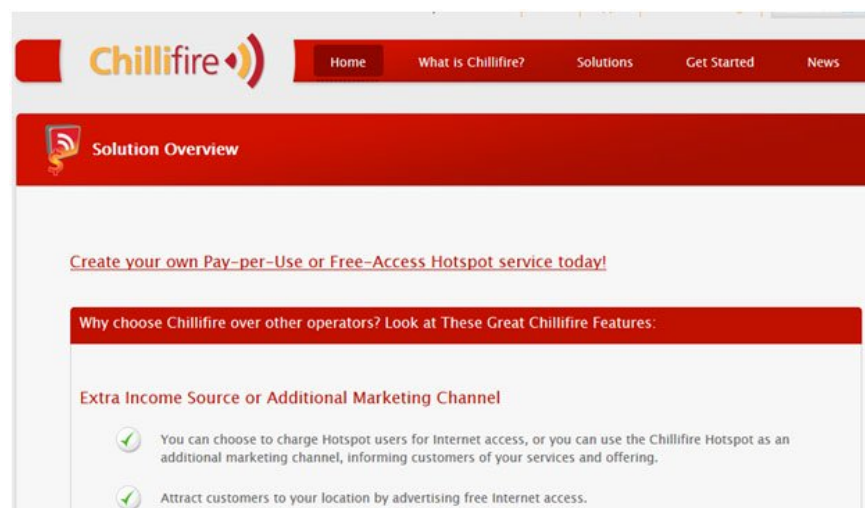 Chillifire
Home What is Chillifire? Solutions Get Started News
Solution Overview
Create your own Pay-per-Use or Free-Access Hotspot service today!
Why choose Chillifire over other operators? Look at These Great Chillifire Features:
Extra Income Source or Additional Marketing Channel
You can choose to charge Hotspot users for Internet access, or you can use the Chillifire Hotspot as an
additional marketing channel, informing customers of your services and offering.
Attract customers to your location by advertising free Internet access.